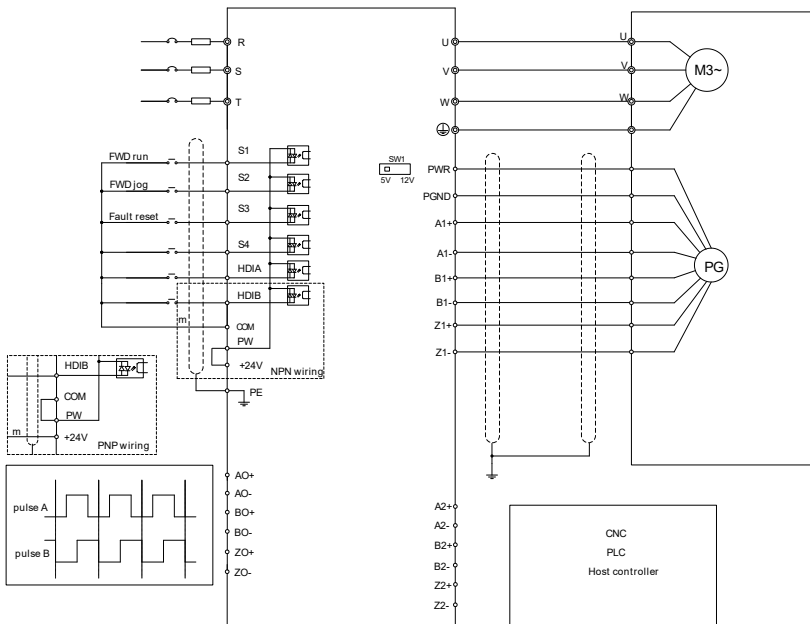 R
S
T
U
V
W
U
V
W
M3~
FWD run
FWD jog
Fault reset
S1
S2
S3
S4
HDIA
HDIB
m
COM
PW
+24V
NPN wiring
PE
SW1
5V 12V
PWR
PGND
A1+
A1-
B1+
B1-
Z1+
Z1-
PG
HDIB
COM
PW
m
+24V
PNP wiring
pulse A
pulse B
AO+
AO-
BO+
BO-
ZO+
ZO-
A2+
A2-
B2+
B2-
Z2+
Z2-
CNC
PLC
Host controller